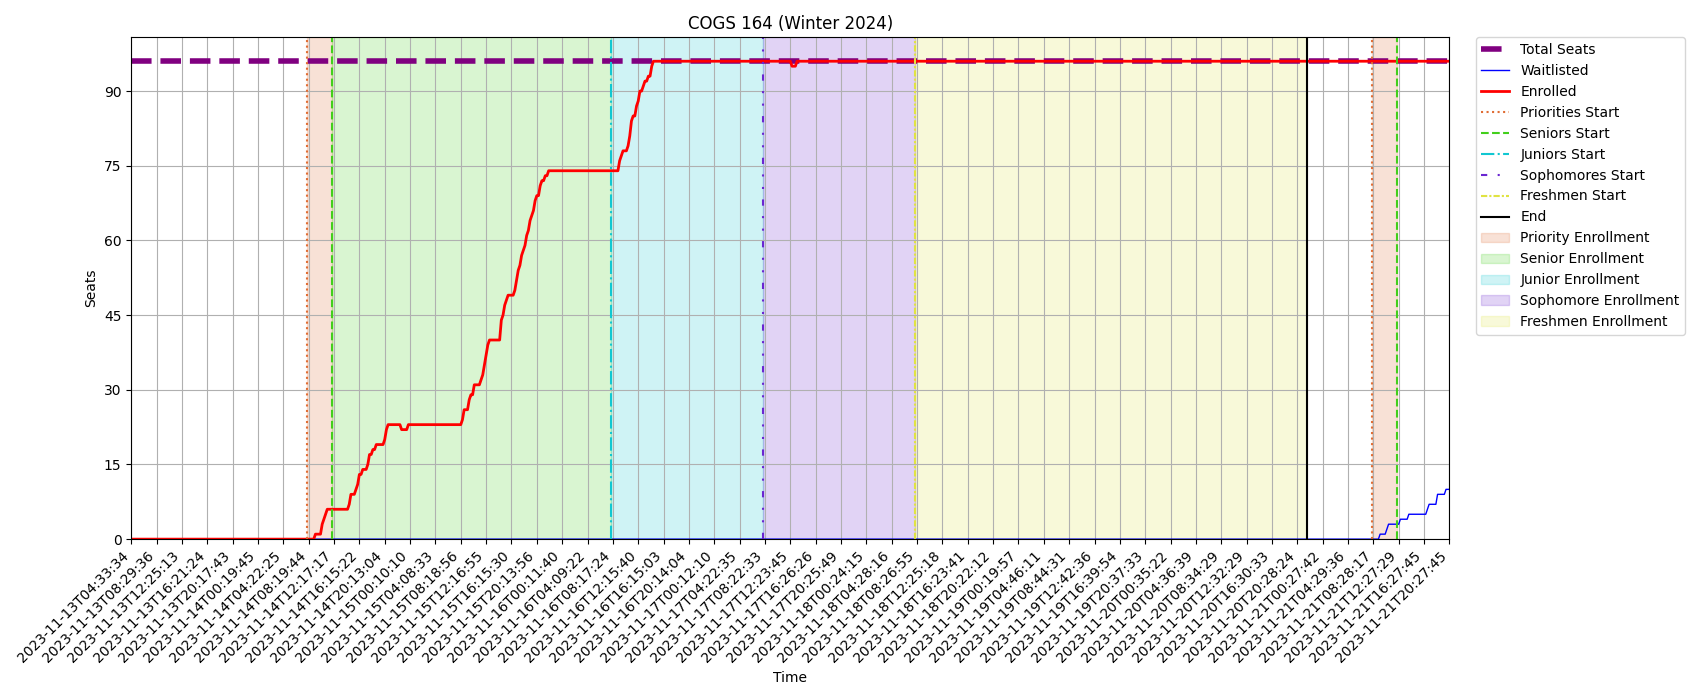 COGS 164 (Winter 2024)
Seats
90
75
60
45
30
15
0
2023-11-13T04:33:34
2023-11-13T08:29:36
2023-11-13T12:25:13
2023-11-13T16:21:24
2023-11-13T20:17:43
2023-11-14T00:19:45
2023-11-14T04:22:25
2023-11-14T08:19:44
2023-11-14T12:17:17
2023-11-14T16:15:22
2023-11-14T20:13:04
2023-11-15T00:10:10
2023-11-15T04:08:33
2023-11-15T08:18:56
2023-11-15T12:16:55
2023-11-15T16:15:30
2023-11-15T20:13:56
2023-11-16T00:11:40
2023-11-16T04:09:22
2023-11-16T08:17:24
2023-11-16T12:15:40
2023-11-16T16:15:03
2023-11-16T20:14:04
2023-11-17T00:12:10
2023-11-17T04:22:35
2023-11-17T08:22:33
2023-11-17T12:23:45
2023-11-17T16:26:26
2023-11-17T20:25:49
2023-11-18T00:24:15
2023-11-18T04:28:16
2023-11-18T08:26:55
2023-11-18T12:25:18
2023-11-18T16:23:41
2023-11-18T20:22:12
2023-11-19T00:19:57
2023-11-19T04:46:11
2023-11-19T08:44:31
2023-11-19T12:42:36
2023-11-19T16:39:54
2023-11-19T20:37:33
2023-11-20T00:35:22
2023-11-20T04:36:39
2023-11-20T08:34:29
2023-11-20T12:32:29
2023-11-20T16:30:33
2023-11-20T20:28:24
2023-11-21T00:27:42
2023-11-21T04:29:36
2023-11-21T08:28:17
2023-11-21T12:27:29
2023-11-21T16:27:45
2023-11-21T20:27:45
Time
Total Seats
Waitlisted
Enrolled
Priorities Start
Seniors Start
Juniors Start
Sophomores Start
Freshmen Start
End
Priority Enrollment
Senior Enrollment
Junior Enrollment
Sophomore Enrollment
Freshmen Enrollment